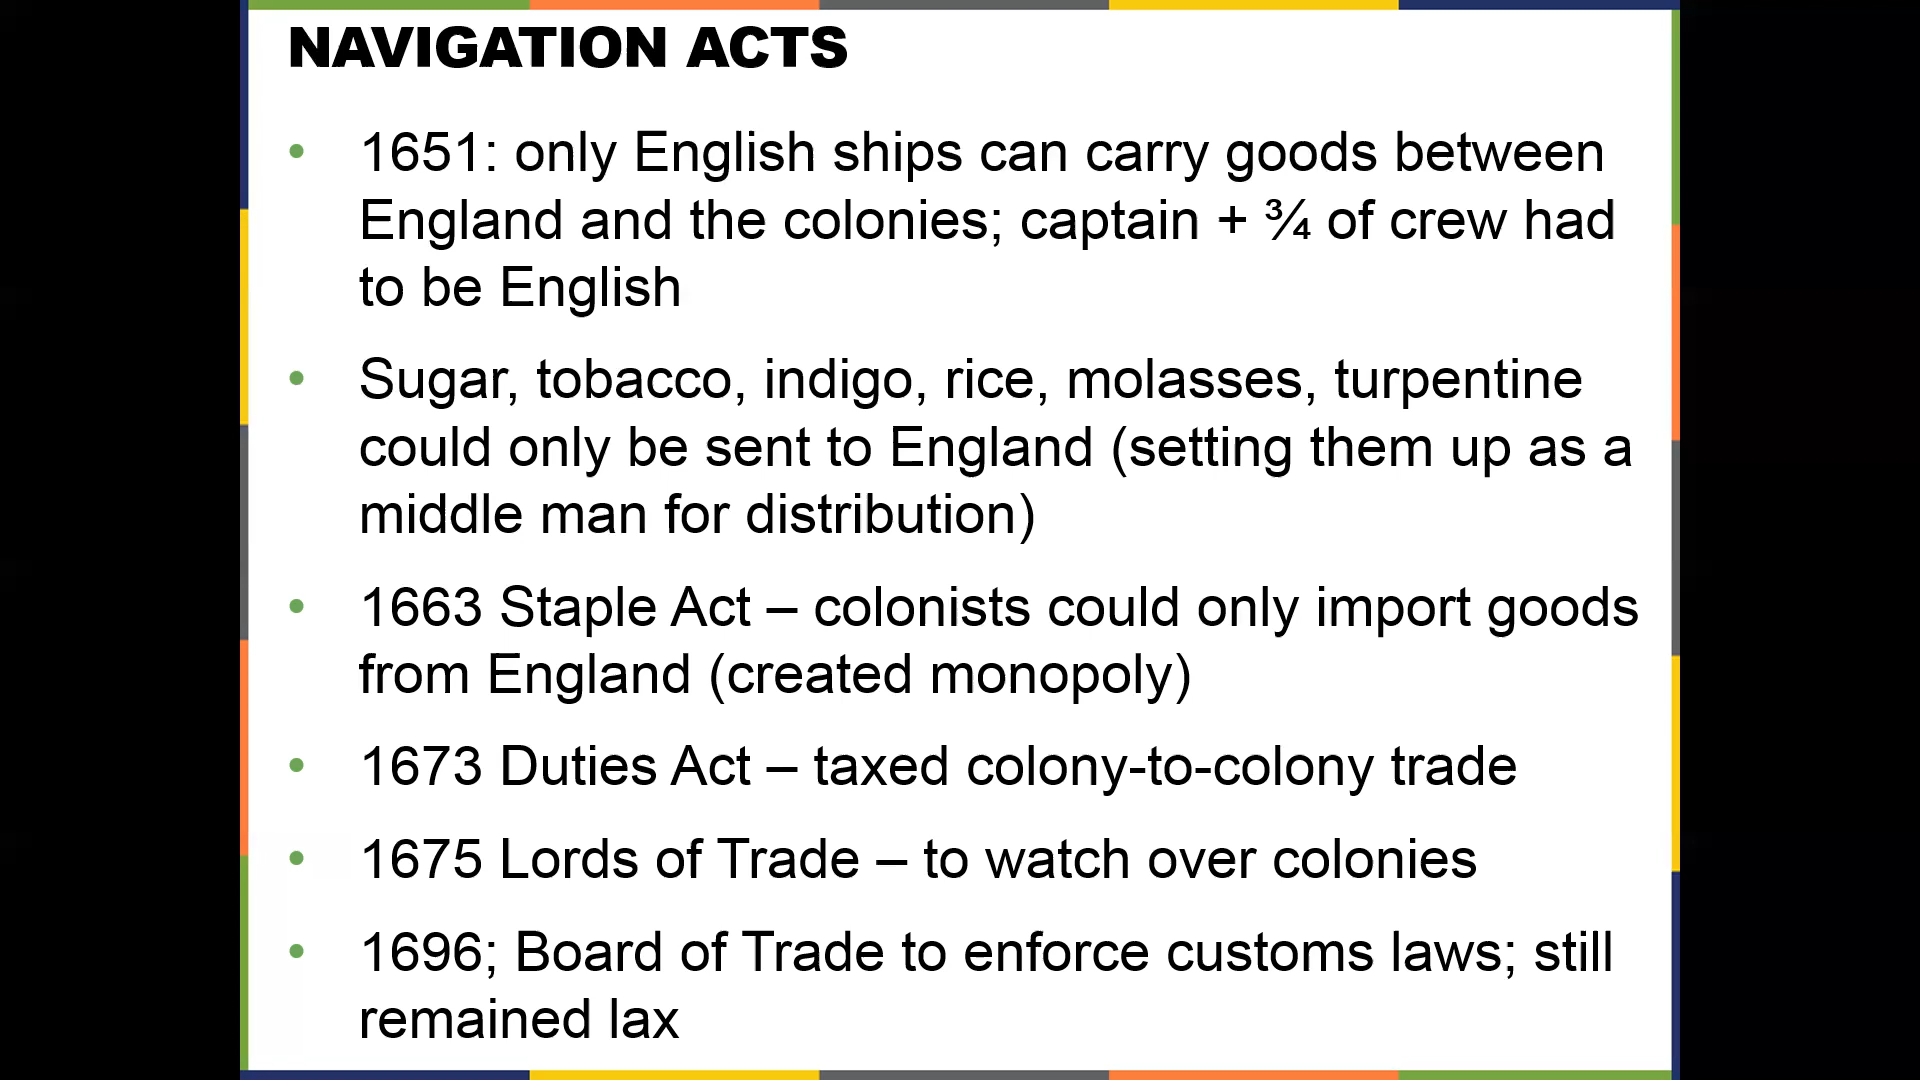 NAVIGATION ACTS
• 1651: only English ships can carry goods between
England and the colonies; captain + ¾ of crew had
to be English
• Sugar, tobacco, indigo, rice, molasses, turpentine
could only be sent to England (setting them up as a
middle man for distribution)
• 1663 Staple Act – colonists could only import goods
from England (created monopoly)
• 1673 Duties Act – taxed colony-to-colony trade
• 1675 Lords of Trade – to watch over colonies
• 1696; Board of Trade to enforce customs laws; still
remained lax